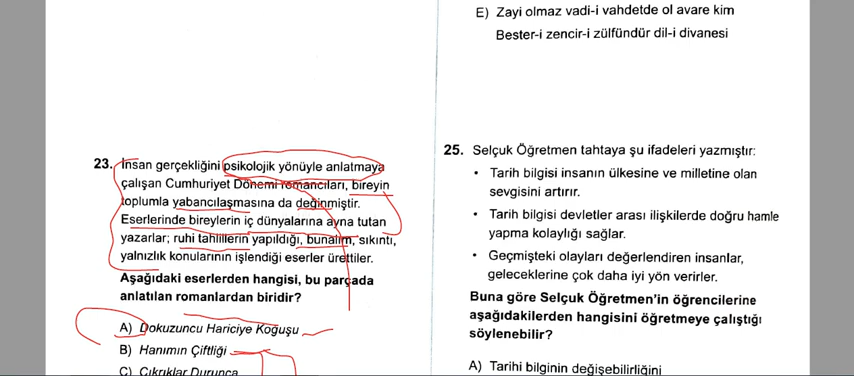 E) Zayi olmaz vadi-i vahdetde ol avare kim
Bester-i zencir-i zülfündür dil-i divanesi
23. İnsan gerçekliğini psikolojik yönüyle anlatmaya
çalışan Cumhuriyet Dönemi romancıları, bireyin
toplumla yabancılaşmasına da değinmiştir.
Eserlerinde bireylerin iç dünyalarına ayna tutan
yazarlar; ruhi tahlillerin yapıldığı, bunalım, sıkıntı,
yalnızlık konularının işlendiği eserler ürettiler.
Aşağıdaki eserlerden hangisi, bu parçada
anlatılan romanlardan biridir?
A) Dokuzuncu Hariciye Koğuşu
B) Hanımın Çiftliği
C) Çıkrıklar Durunca
25. Selçuk Öğretmen tahtaya şu ifadeleri yazmıştır:
• Tarih bilgisi insanın ülkesine ve milletine olan
sevgisini artırır.
• Tarih bilgisi devletler arası ilişkilerde doğru hamle
yapma kolaylığı sağlar.
• Geçmişteki olayları değerlendiren insanlar,
geleceklerine çok daha iyi yön verirler.
Buna göre Selçuk Öğretmen'in öğrencilerine
aşağıdakilerden hangisini öğretmeye çalıştığı
söylenebilir?
A) Tarihi bilginin değişebilirliğini